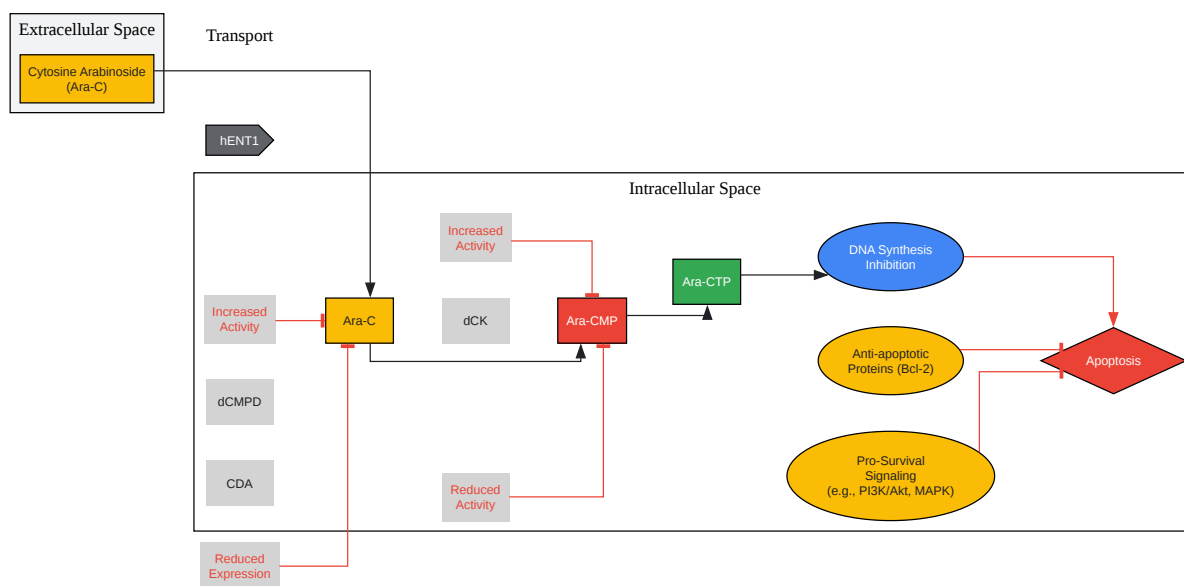 Extracellular Space
Cytosine Arabinoside
(Ara-C)
Transport
hENT1
Intracellular Space
Increased
Activity
DNA Synthesis
Inhibition
Ara-CTP
Increased
Activity
Ara-C
dCK
Ara-CMP
Anti-apoptotic
Proteins (Bcl-2)
Apoptosis
dCMPD
CDA
Reduced
Activity
Pro-Survival
Signaling
(e.g., PI3K/Akt, MAPK)
Reduced
Expression